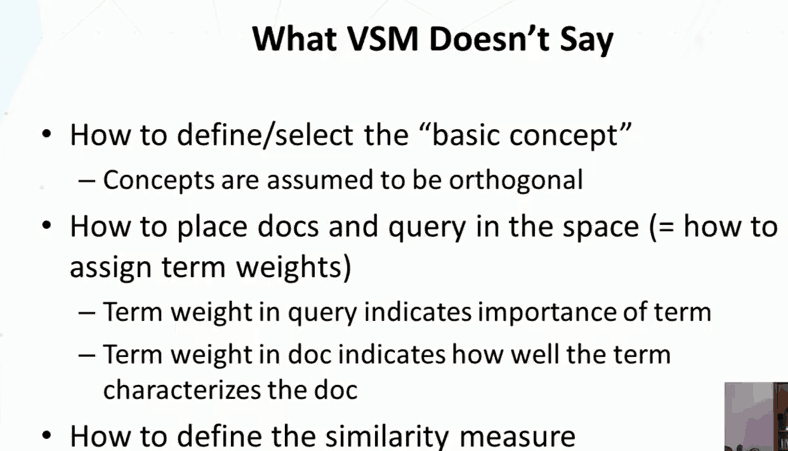 What VSM Doesn't Say
• How to define/select the “basic concept”
– Concepts are assumed to be orthogonal
• How to place docs and query in the space (= how to
assign term weights)
– Term weight in query indicates importance of term
– Term weight in doc indicates how well the term
characterizes the doc
• How to define the similarity measure